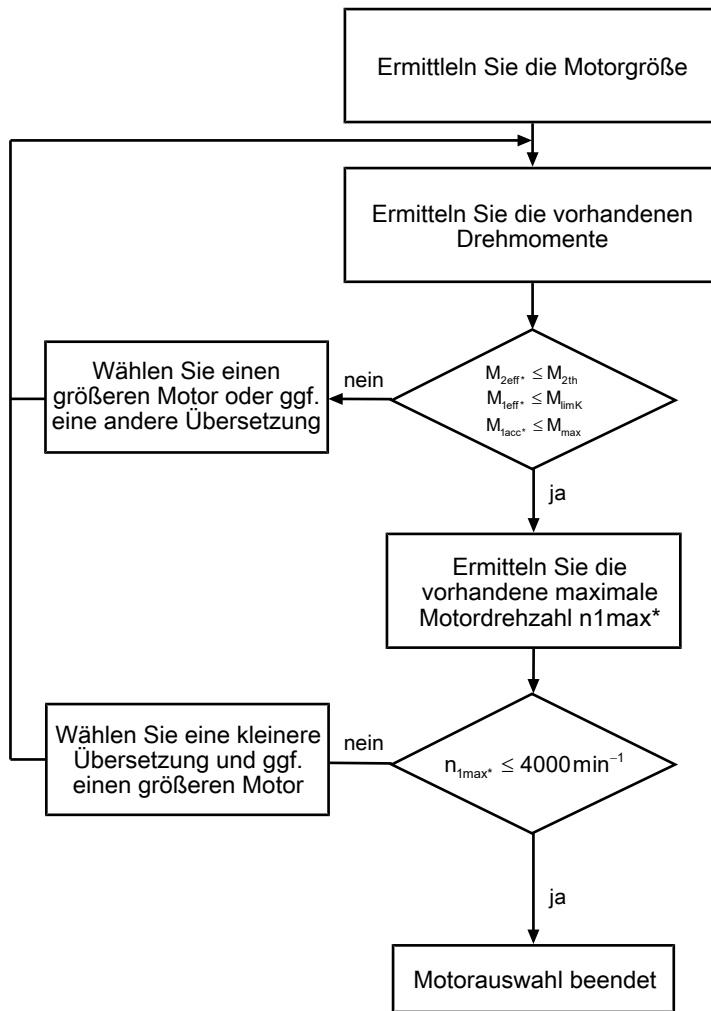 Ermittleln Sie die Motorgröße
Ermitteln Sie die vorhandenen
Drehmomente
Wählen Sie einen
größeren Motor oder ggf.
eine andere Übersetzung
nein
M2eff* ≤ M2th
M1eff* ≤ MlimK
M1acc* ≤ Mmax
ja
Ermitteln Sie die
vorhandene maximale
Motordrehzahl n1max*
Wählen Sie eine kleinere
Übersetzung und ggf.
einen größeren Motor
nein
n1max* ≤ 4000 min⁻¹
ja
Motorauswahl beendet